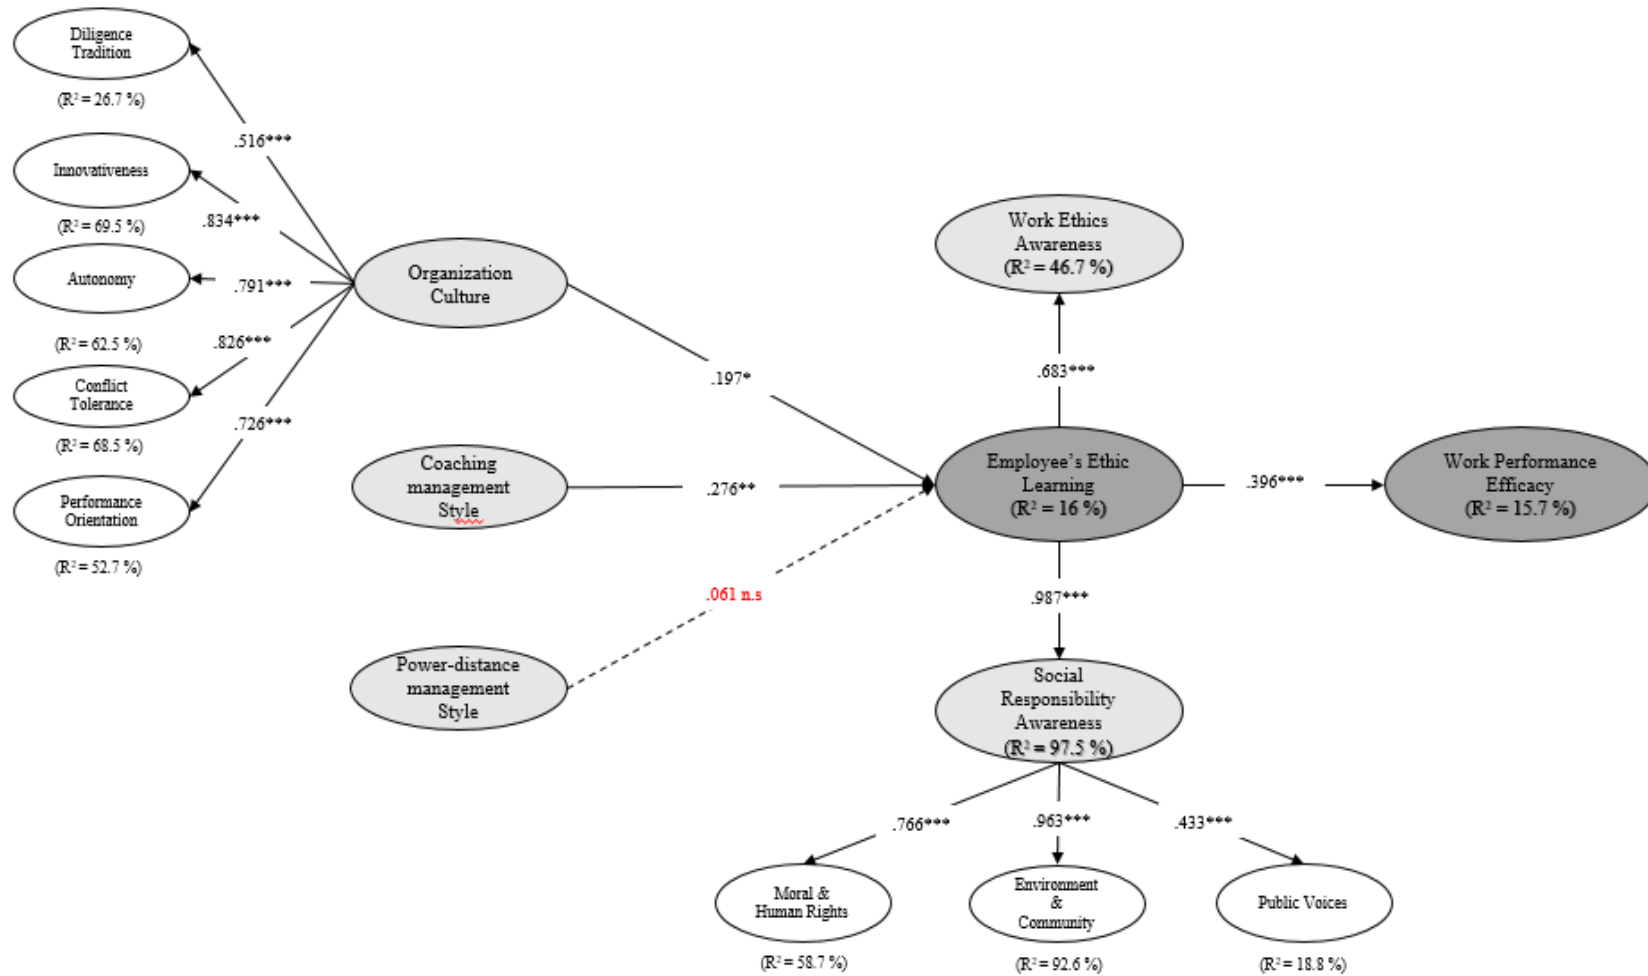 Diligence
Tradition
(R² = 26.7 %)
.516***
Innovativeness
(R² = 69.5 %)
.834***
Autonomy
(R² = 62.5 %)
.791***
Conflict
Tolerance
(R² = 68.5 %)
.826***
Performance
Orientation
(R² = 52.7 %)
.726***
Organization
Culture
.197*
Coaching
management
Style
.276**
Power-distance
management
Style
.061 n.s
Work Ethics
Awareness
(R² = 46.7 %)
.683***
Employee’s Ethic
Learning
(R² = 16 %)
.396***
Work Performance
Efficacy
(R² = 15.7 %)
.987***
Social
Responsibility
Awareness
(R² = 97.5 %)
.766***
.963***
.433***
Moral &
Human Rights
(R² = 58.7 %)
Environment
&
Community
(R² = 92.6 %)
Public Voices
(R² = 18.8 %)